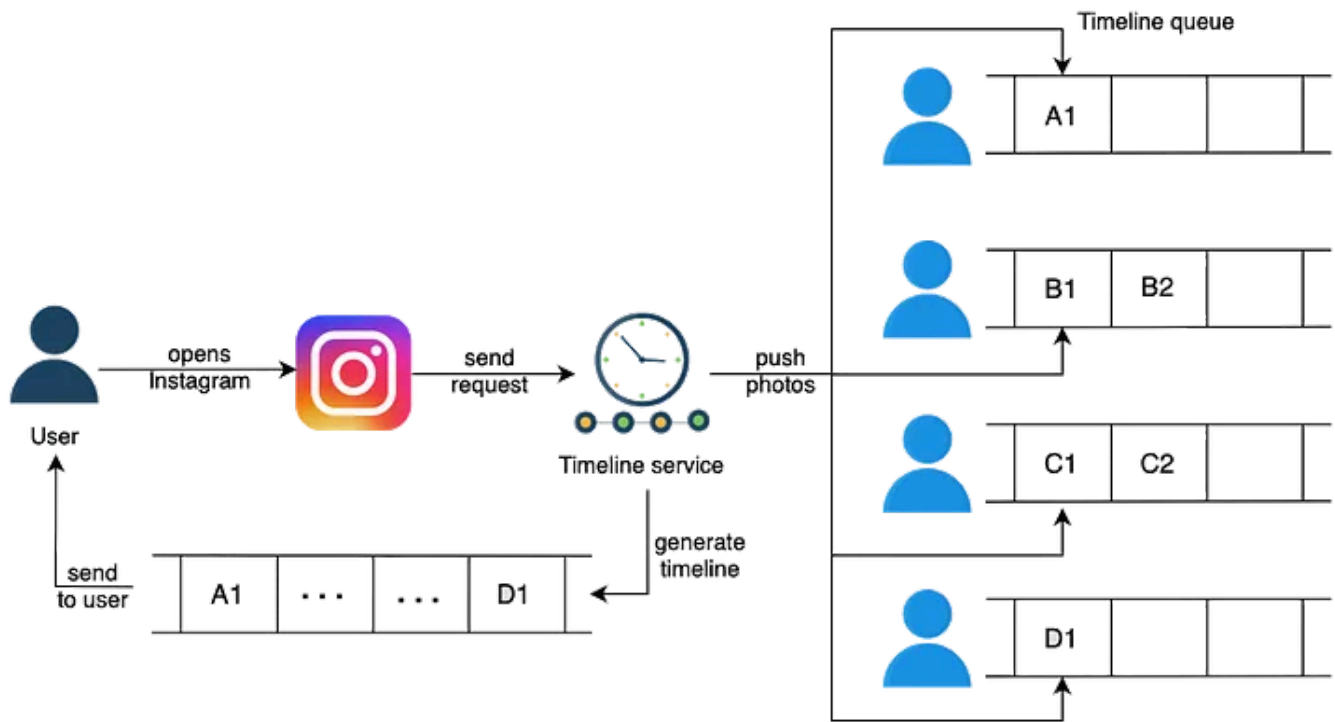 Timeline queue
A1
B1
B2
opens
Instagram
send
request
push
photos
User
Timeline service
C1
C2
generate
timeline
send
to user
A1
...
...
D1
D1